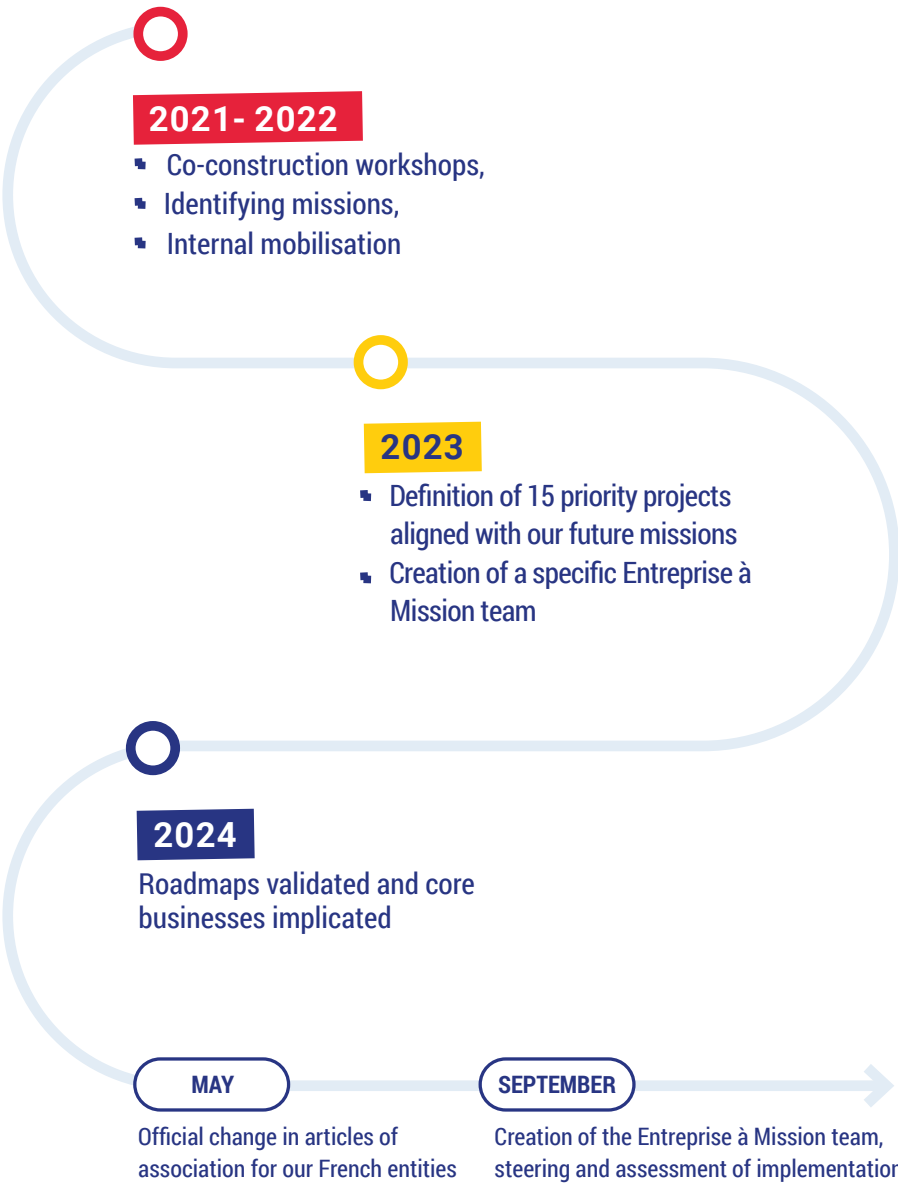 2021- 2022
Co-construction workshops,
Identifying missions,
Internal mobilisation
2023
Definition of 15 priority projects
aligned with our future missions
Creation of a specific Entreprise à
Mission team
2024
Roadmaps validated and core
businesses implicated
MAY
Official change in articles of
association for our French entities
SEPTEMBER
Creation of the Entreprise à Mission team,
steering and assessment of implementation